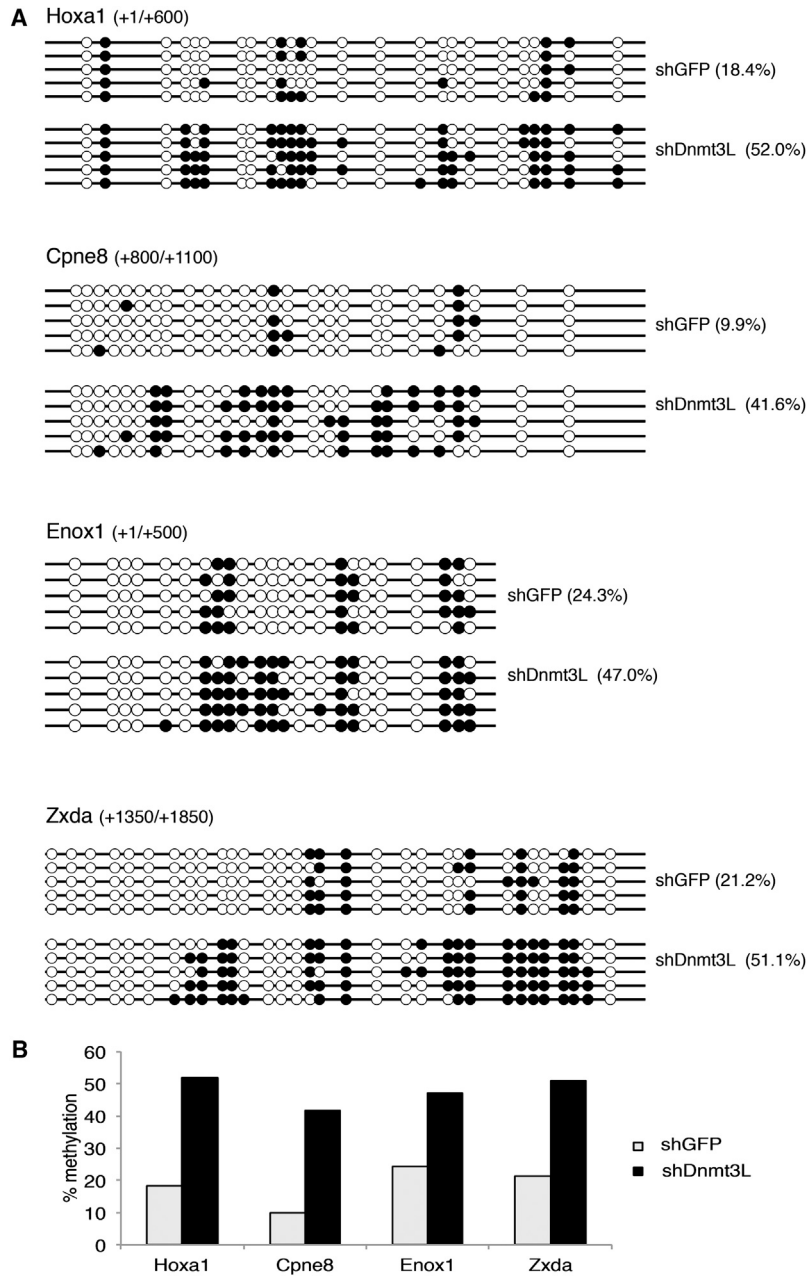 A
Hoxa1 (+1/+600)
shGFP (18.4%)
shDnmt3L (52.0%)
Cpne8 (+800/+1100)
shGFP (9.9%)
shDnmt3L (41.6%)
Enox1 (+1/+500)
shGFP (24.3%)
shDnmt3L (47.0%)
Zxda (+1350/+1850)
shGFP (21.2%)
shDnmt3L (51.1%)
B
% methylation
60
50
40
30
20
10
0
Hoxa1 Cpne8 Enox1 Zxda
shGFP
shDnmt3L